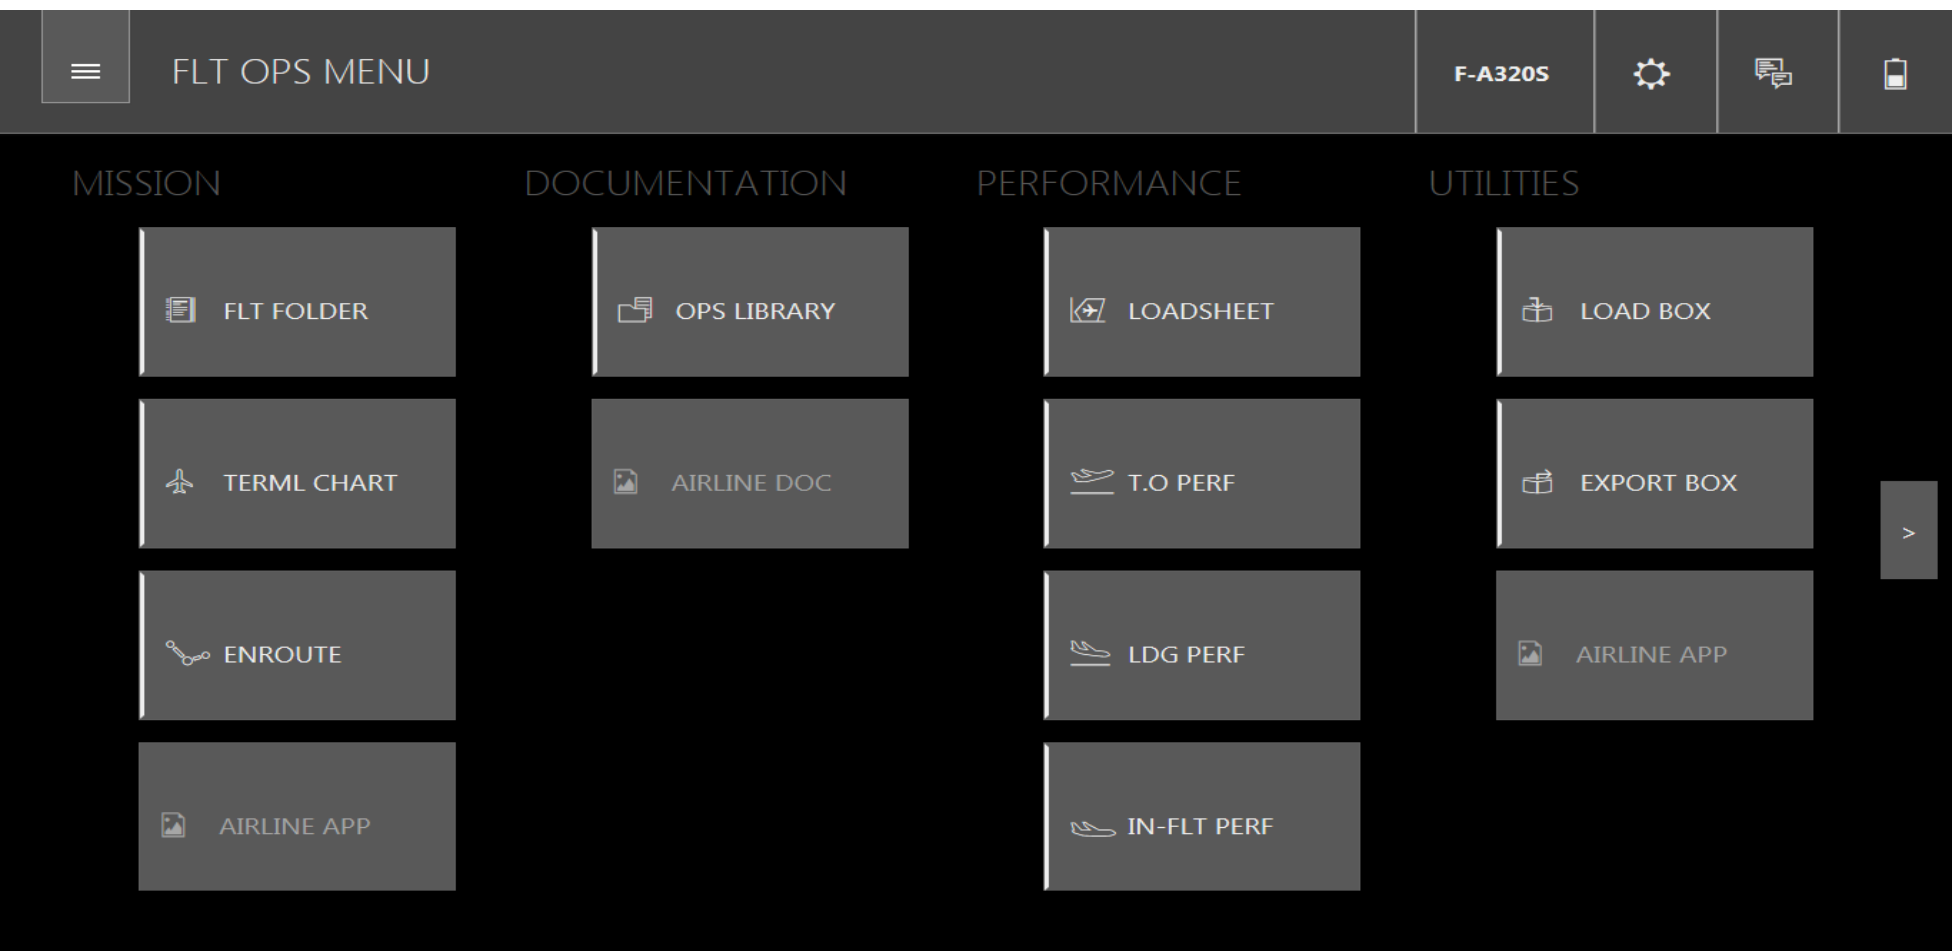 FLT OPS MENU
F-A320S
MISSION
DOCUMENTATION
PERFORMANCE
UTILITIES
FLT FOLDER
OPS LIBRARY
LOADSHEET
LOAD BOX
TERML CHART
AIRLINE DOC
T.O PERF
EXPORT BOX
>
ENROUTE
LDG PERF
AIRLINE APP
AIRLINE APP
IN-FLT PERF